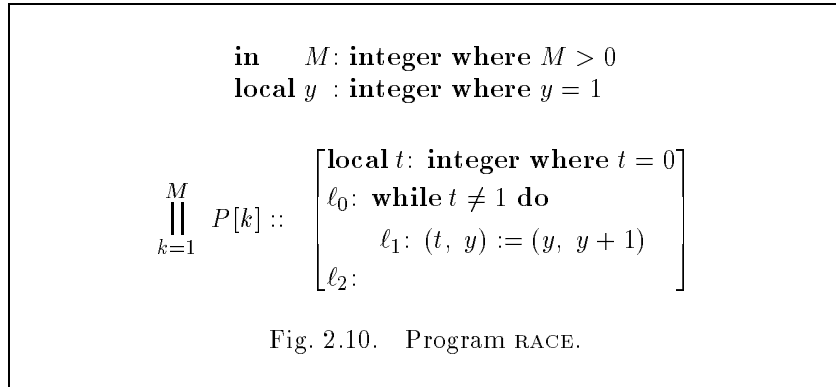 in M: integer where M > 0
local y : integer where y = 1
M
|| P[k] ::
k=1
local t: integer where t = 0
ℓ₀: while t ≠ 1 do
ℓ₁: (t, y) := (y, y + 1)
ℓ₂:
Fig. 2.10. Program RACE.